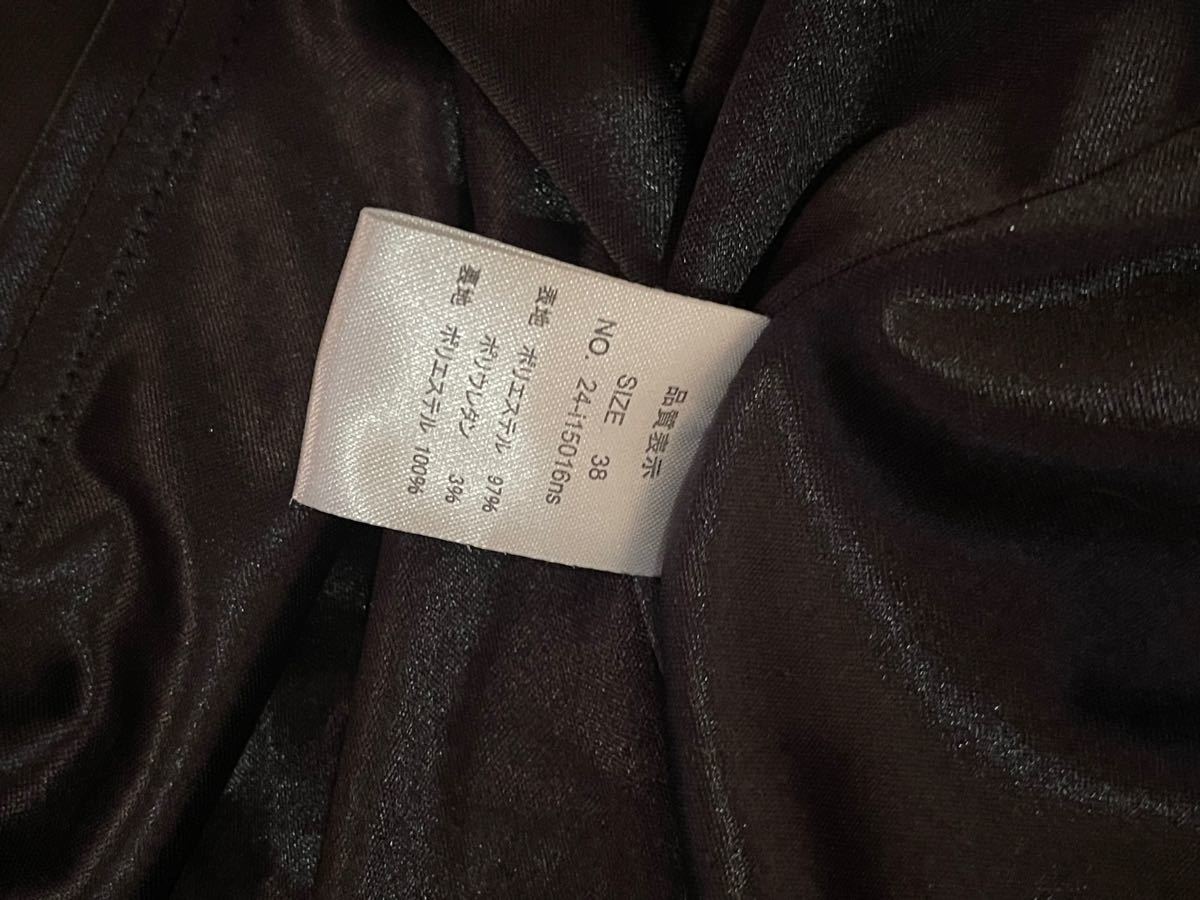 品質表示
SIZE 38
NO. 24-i15016ns
表地 ポリエステル 97%
ポリウレタン 3%
裏地 ポリエステル 100%